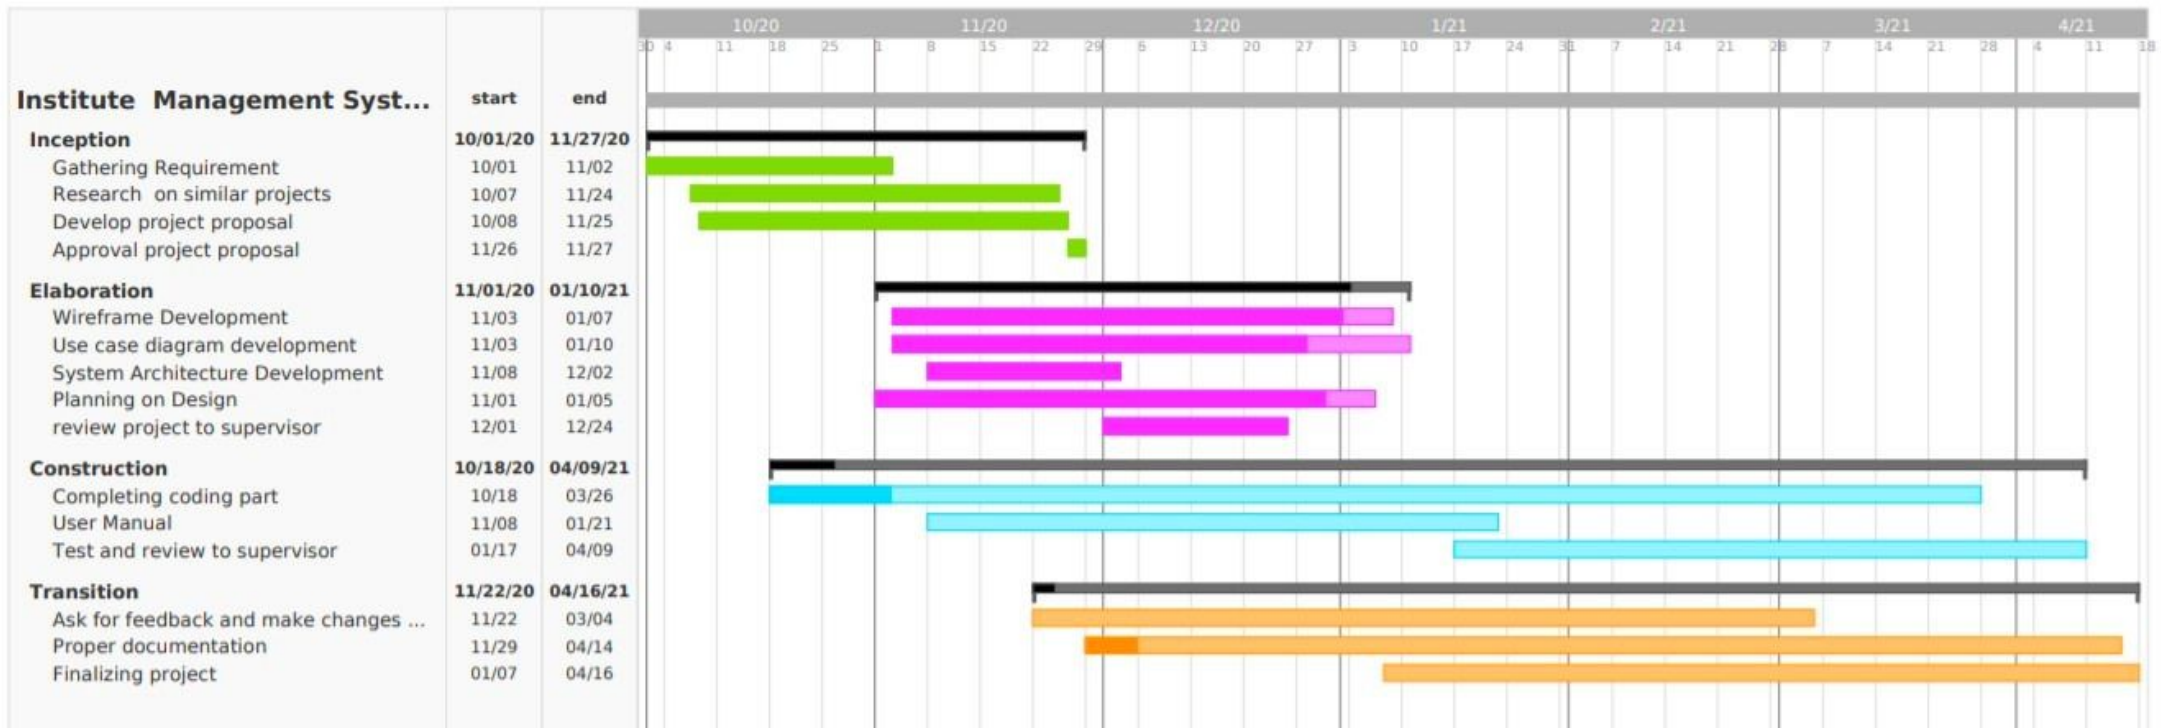 10/20 11/20 12/20 1/21 2/21 3/21 4/21
30 4 11 18 25 1 8 15 22 29 6 13 20 27 3 10 17 24 31 7 14 21 28 7 14 21 28 4 11 18
Institute Management Syst... start end
Inception 10/01/20 11/27/20
Gathering Requirement 10/01 11/02
Research on similar projects 10/07 11/24
Develop project proposal 10/08 11/25
Approval project proposal 11/26 11/27
Elaboration 11/01/20 01/10/21
Wireframe Development 11/03 01/07
Use case diagram development 11/03 01/10
System Architecture Development 11/08 12/02
Planning on Design 11/01 01/05
review project to supervisor 12/01 12/24
Construction 10/18/20 04/09/21
Completing coding part 10/18 03/26
User Manual 11/08 01/21
Test and review to supervisor 01/17 04/09
Transition 11/22/20 04/16/21
Ask for feedback and make changes ... 11/22 03/04
Proper documentation 11/29 04/14
Finalizing project 01/07 04/16